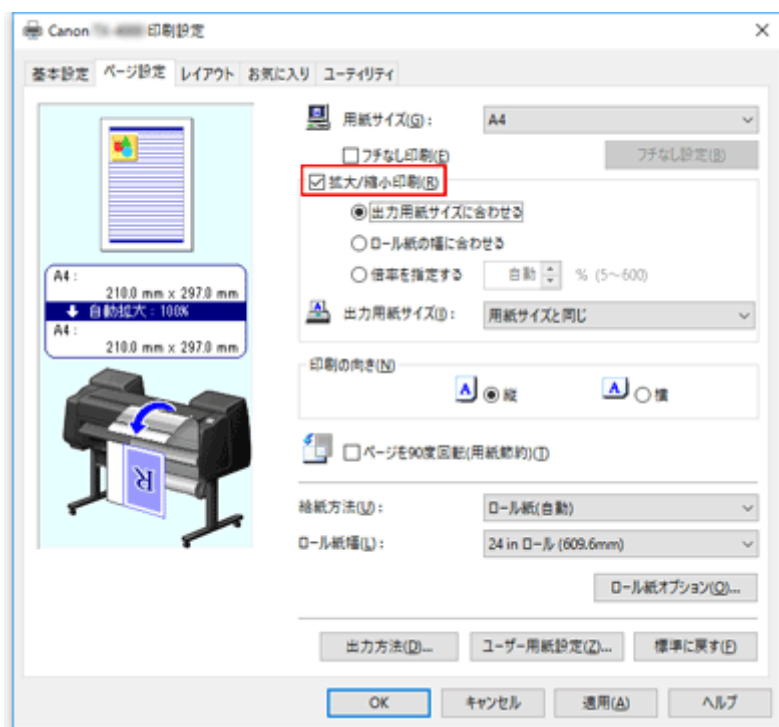 Canon 印刷設定
基本設定 ページ設定 レイアウト お気に入り ユーティリティ
用紙サイズ(G): A4
フチなし印刷(F) フチなし設定(B)
拡大/縮小印刷(R)
出力用紙サイズに合わせる
ロール紙の幅に合わせる
倍率を指定する 自動 % (5～600)
出力用紙サイズ(I): 用紙サイズと同じ
A4:
210.0 mm x 297.0 mm
自動拡大: 100%
A4:
210.0 mm x 297.0 mm
印刷の向き(N)
A 縦 A 横
R
ページを90度回転(用紙節約)(T)
給紙方法(U): ロール紙(自動)
ロール紙幅(L): 24 in ロール (609.6mm)
ロール紙オプション(O)...
出力方法(D)... ユーザー用紙設定(Z)... 標準に戻す(F)
OK キャンセル 適用(A) ヘルプ